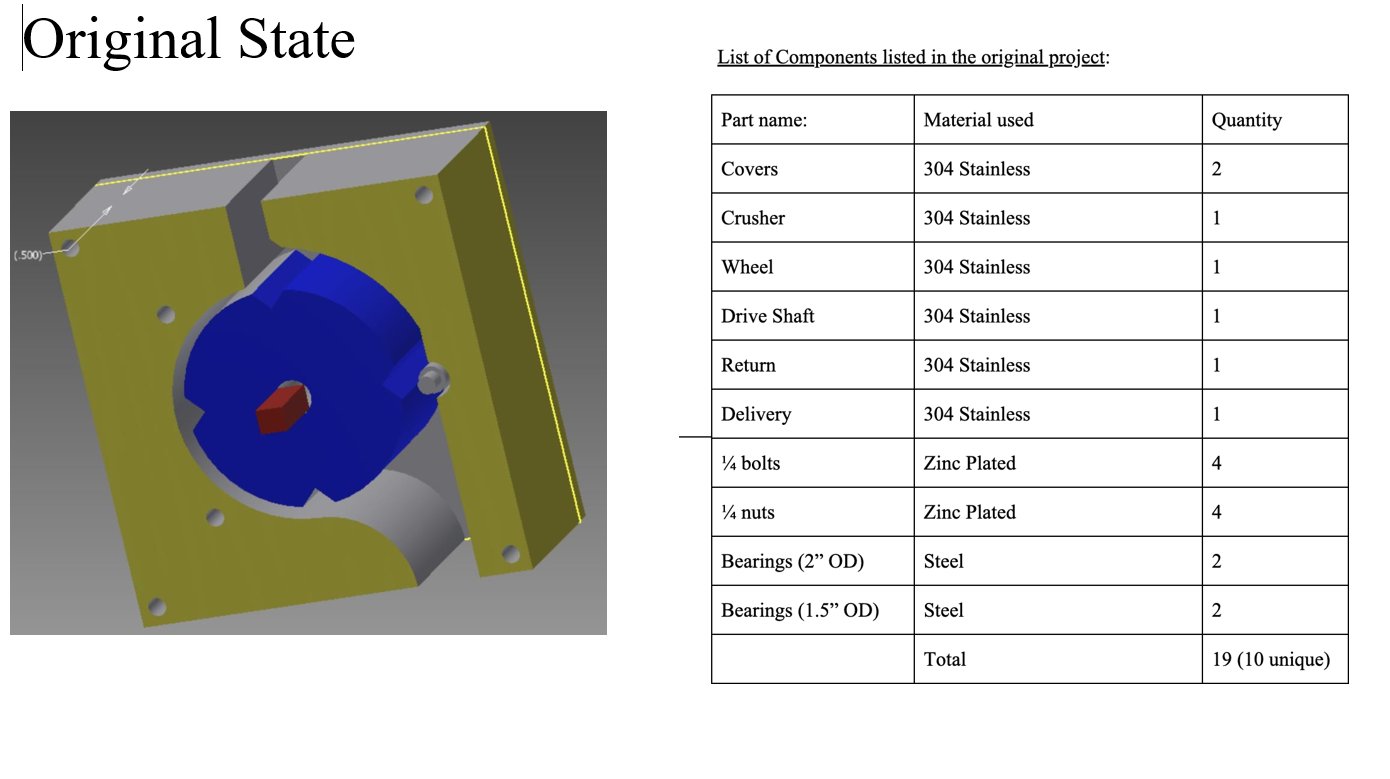 Original State
List of Components listed in the original project:
Part name: Material used Quantity
Covers 304 Stainless 2
Crusher 304 Stainless 1
Wheel 304 Stainless 1
Drive Shaft 304 Stainless 1
Return 304 Stainless 1
(.500)
Delivery 304 Stainless 1
¼ bolts Zinc Plated 4
¼ nuts Zinc Plated 4
Bearings (2” OD) Steel 2
Bearings (1.5” OD) Steel 2
Total 19 (10 unique)